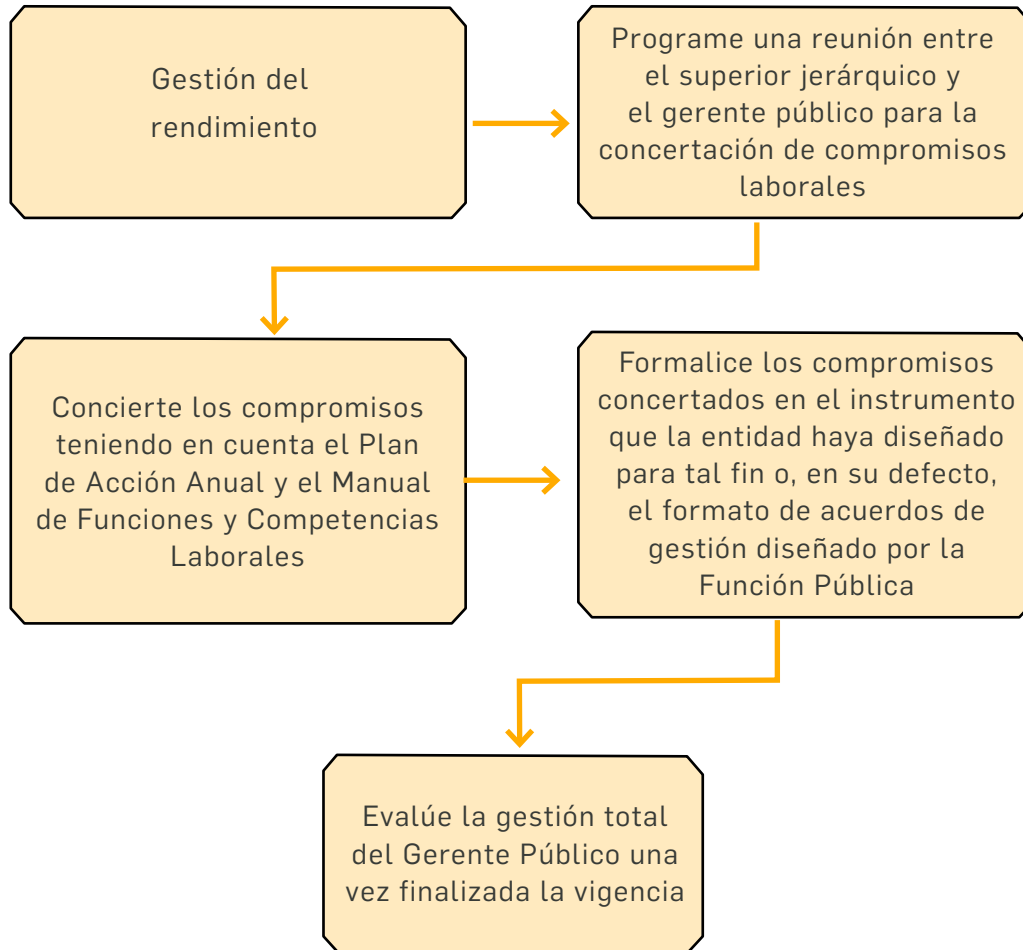 Gestión del
rendimiento
Programe una reunión entre
el superior jerárquico y
el gerente público para la
concertación de compromisos
laborales
Concierte los compromisos
teniendo en cuenta el Plan
de Acción Anual y el Manual
de Funciones y Competencias
Laborales
Formalice los compromisos
concertados en el instrumento
que la entidad haya diseñado
para tal fin o, en su defecto,
el formato de acuerdos de
gestión diseñado por la
Función Pública
Evalúe la gestión total
del Gerente Público una
vez finalizada la vigencia